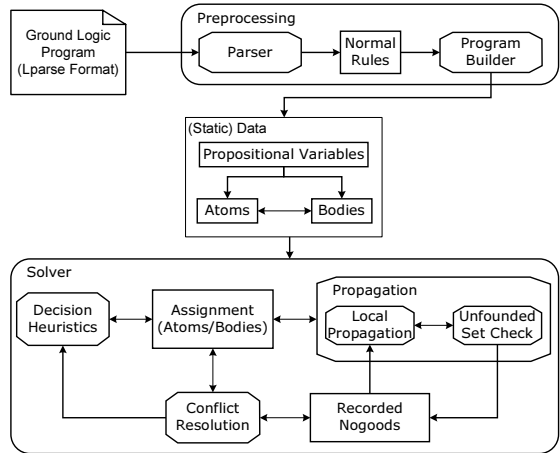 Preprocessing
Ground Logic
Program
(Lparse Format)
Parser
Normal
Rules
Program
Builder
(Static) Data
Propositional Variables
Atoms
Bodies
Solver
Decision
Heuristics
Assignment
(Atoms/Bodies)
Propagation
Local
Propagation
Unfounded
Set Check
Conflict
Resolution
Recorded
Nogoods